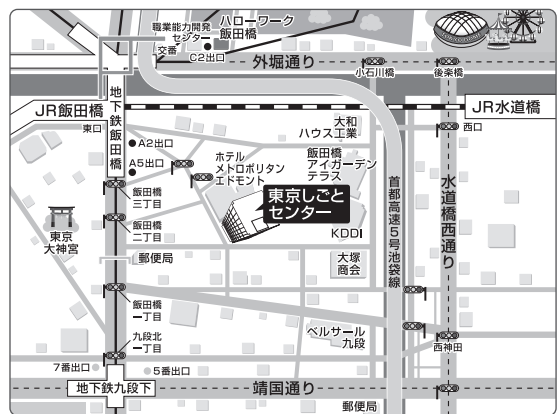 職業能力開発
センター
交番
ハローワーク
飯田橋
C2出口
外堀通り
小石川橋
後楽橋
JR飯田橋
JR水道橋
東口
西口
地下鉄飯田橋
A2出口
A5出口
大和
ハウス工業
ホテル
メトロポリタン
エドモント
飯田橋
アイガーデン
テラス
東京しごと
センター
KDDI
首都高速5号池袋線
水道橋西通り
飯田橋
三丁目
飯田橋
二丁目
東京
大神宮
郵便局
大塚
商会
飯田橋
一丁目
九段北
一丁目
ベルサール
九段
西神田
7番出口
5番出口
地下鉄九段下
靖国通り
郵便局